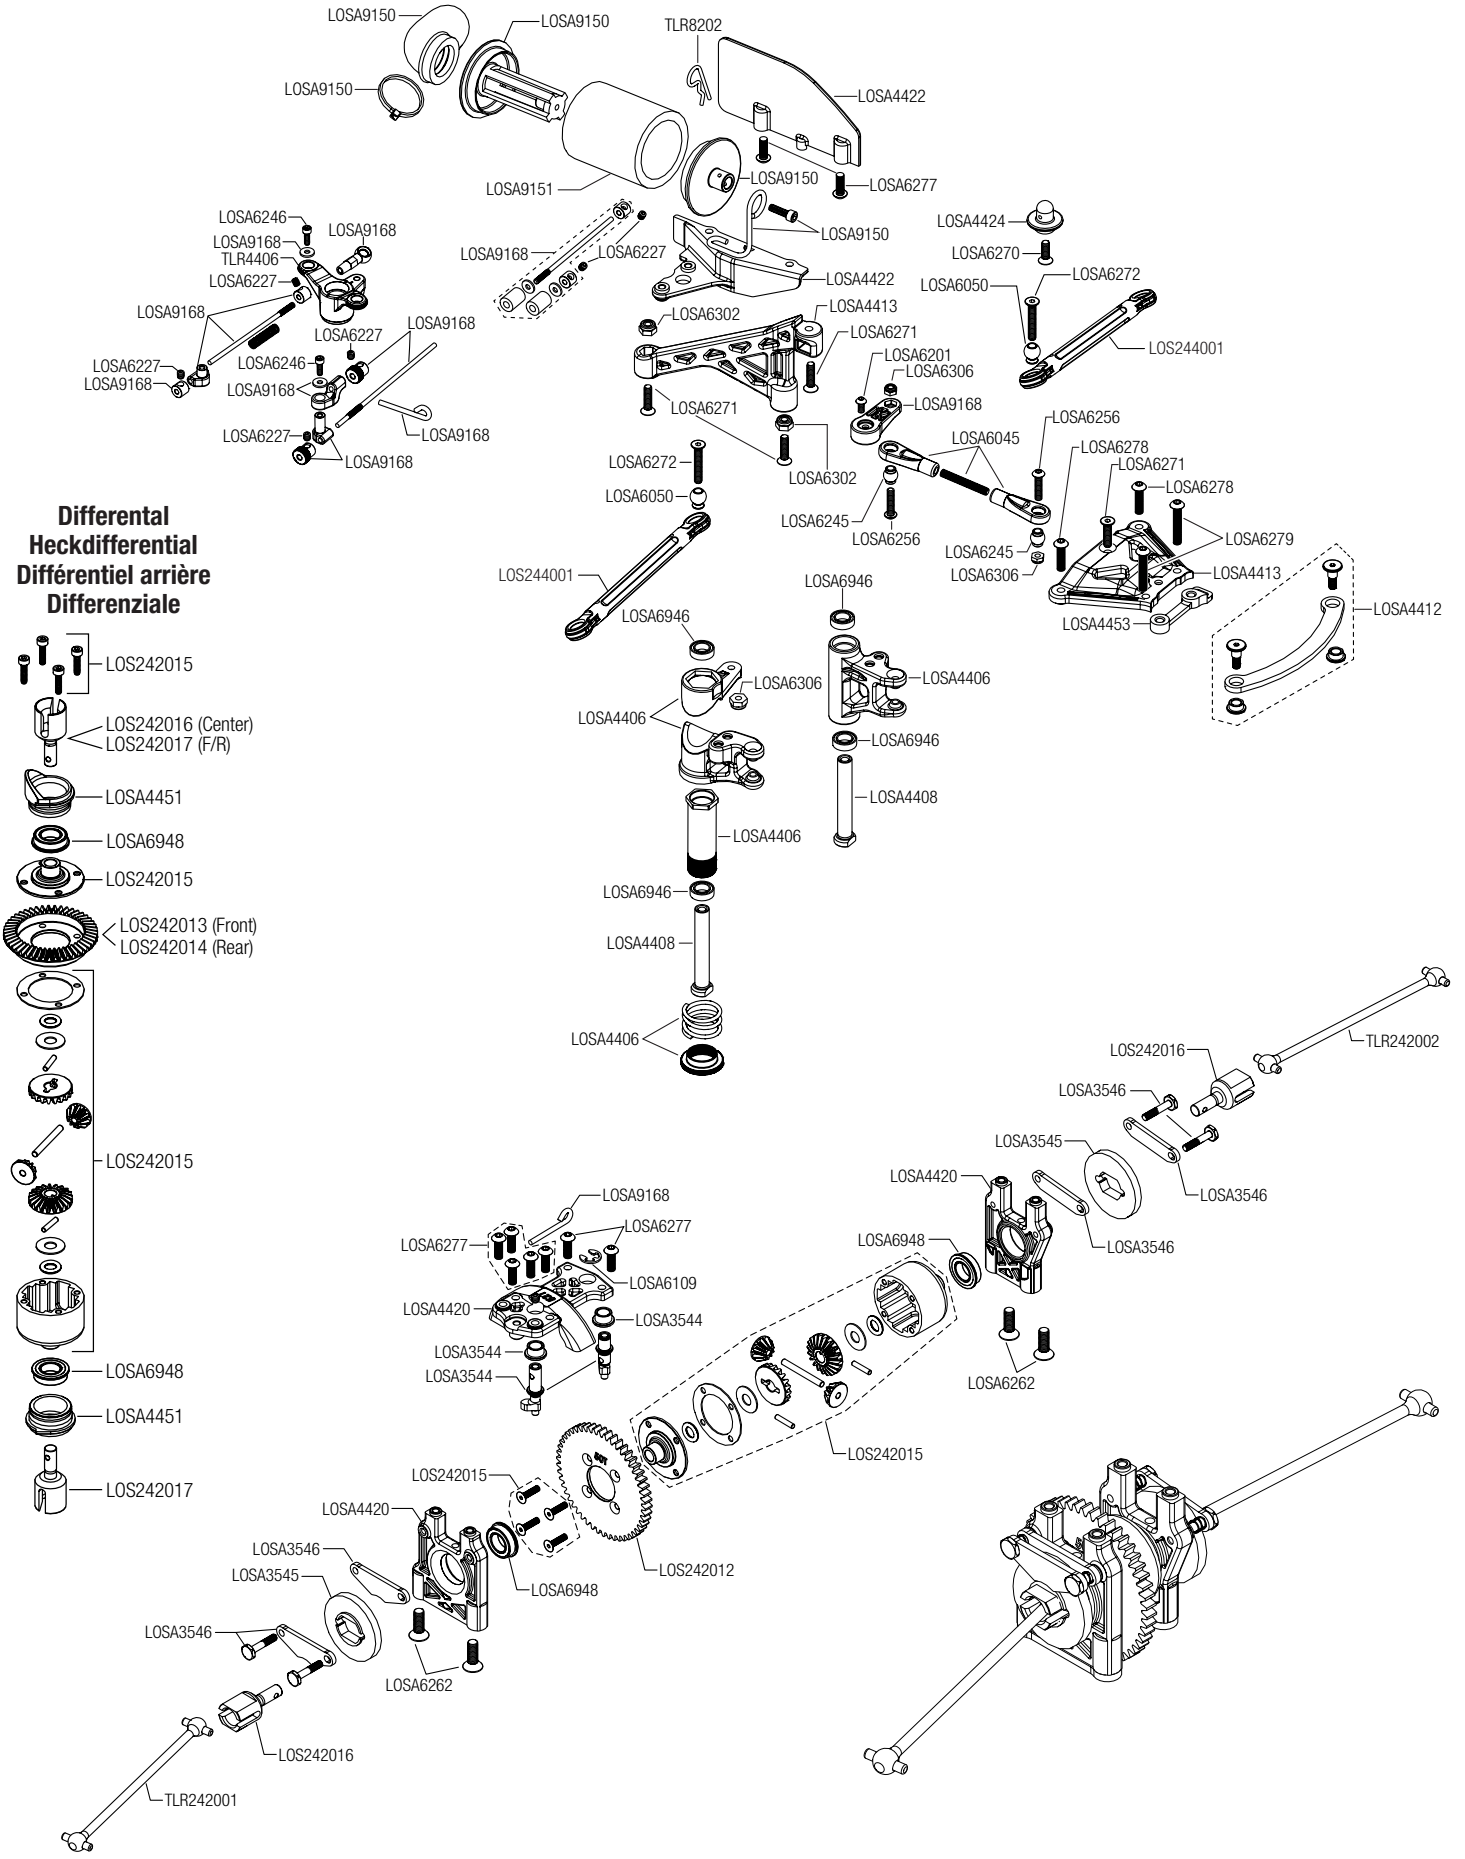 LOSA9150
LOSA9150
TLR8202
LOSA9150
LOSA4422
LOSA9151
LOSA9150
LOSA6277
LOSA6246
LOSA9168
LOSA9168
TLR4406
LOSA6227
LOSA9168
LOSA6227
LOSA9150
LOSA4422
LOSA4424
LOSA6270
LOSA6272
LOSA6050
LOS244001
LOSA9168
LOSA6227
LOSA9168
LOSA6227
LOSA9168
LOSA6246
LOSA9168
LOSA6227
LOSA9168
LOSA9168
LOSA6302
LOSA4413
LOSA6271
LOSA6201
LOSA6306
LOSA9168
LOSA6271
LOSA6302
LOSA6045
LOSA6256
LOSA6278
LOSA6271
LOSA6278
LOSA6272
LOSA6050
LOSA6245
LOSA6256
LOSA6245
LOSA6306
LOSA6279
LOSA4413
LOSA4453
LOSA4412
LOS244001
Differental
Heckdifferential
Différentiel arrière
Differenziale
LOS242015
LOS242016 (Center)
LOS242017 (F/R)
LOSA4451
LOSA6948
LOS242015
LOS242013 (Front)
LOS242014 (Rear)
LOS242015
LOSA6948
LOSA4451
LOS242017
LOSA6946
LOSA6946
LOSA6306
LOSA4406
LOSA4406
LOSA6946
LOSA4408
LOSA4406
LOSA6946
LOSA4408
LOSA4406
TLR242002
LOS242016
LOSA3546
LOSA3545
LOSA4420
LOSA3546
LOSA3546
LOSA6948
LOSA6262
LOSA9168
LOSA6277
LOSA6277
LOSA6109
LOSA4420
LOSA3544
LOSA3544
LOSA3544
50T
LOS242015
LOS242015
LOSA4420
LOS242012
LOSA6948
LOSA3546
LOSA3545
LOSA3546
LOSA6262
LOS242016
TLR242001